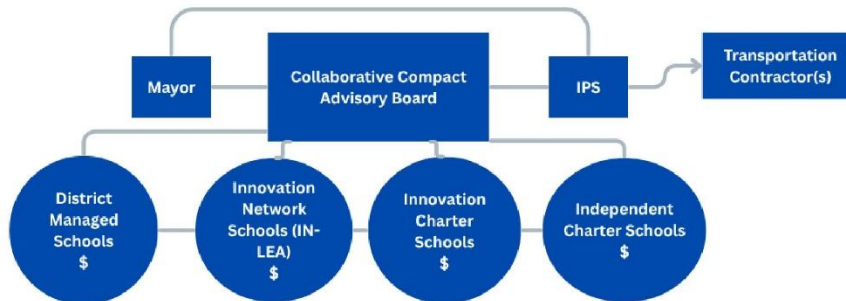 Mayor
Collaborative Compact
Advisory Board
IPS
Transportation
Contractor(s)
District
Managed
Schools
$
Innovation
Network
Schools (IN-
LEA)
$
Innovation
Charter
Schools
$
Independent
Charter Schools
$